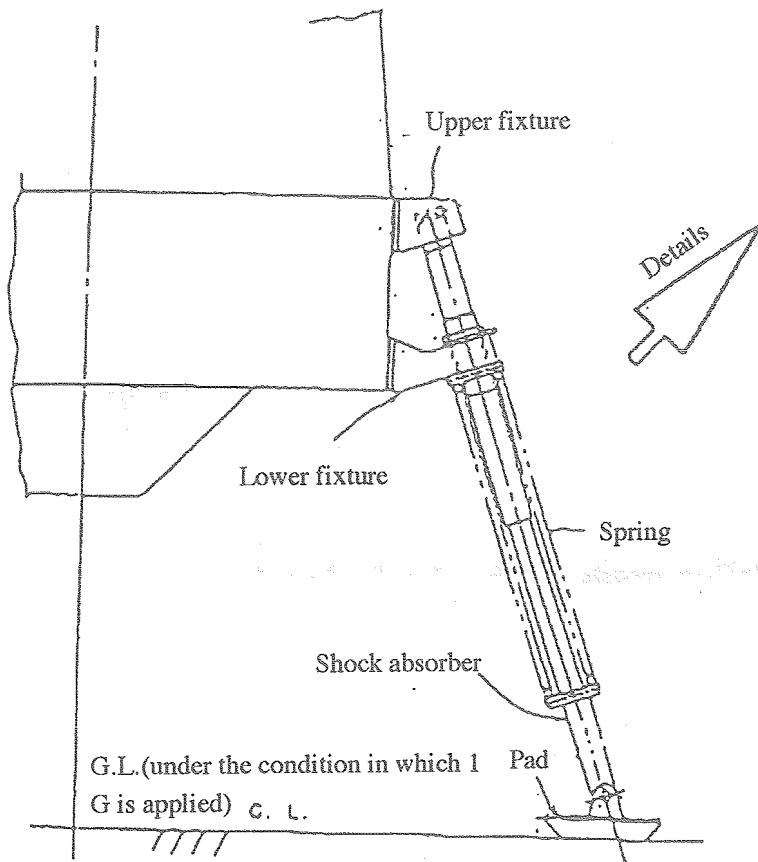 Upper fixture
Details
Lower fixture
Spring
Shock absorber
G.L.(under the condition in which 1
G is applied) C. L.
Pad